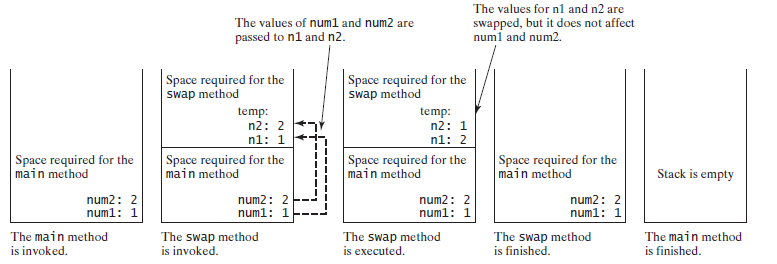 The values of num1 and num2 are
passed to n1 and n2.
The values for n1 and n2 are
swapped, but it does not affect
num1 and num2.
Space required for the
main method
num2: 2
num1: 1
The main method
is invoked.
Space required for the
swap method
temp:
n2: 2
n1: 1
Space required for the
main method
num2: 2
num1: 1
The swap method
is invoked.
Space required for the
swap method
temp:
n2: 1
n1: 2
Space required for the
main method
num2: 2
num1: 1
The swap method
is executed.
Space required for the
main method
num2: 2
num1: 1
The swap method
is finished.
Stack is empty
The main method
is finished.